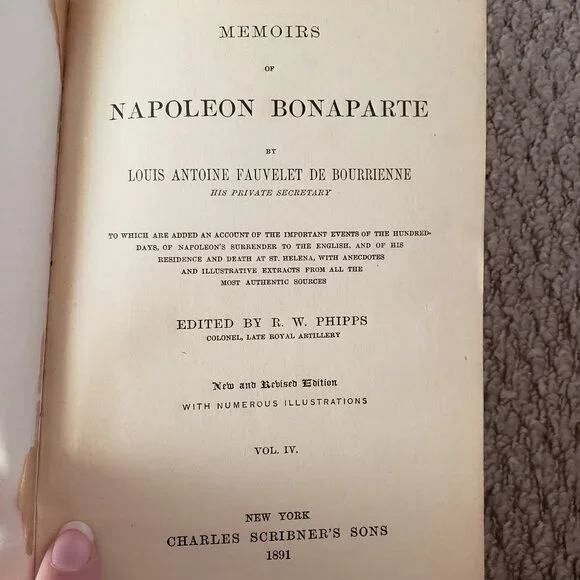 MEMOIRS
OF
NAPOLEON BONAPARTE
BY
LOUIS ANTOINE FAUVELET DE BOURRIENNE
HIS PRIVATE SECRETARY
TO WHICH ARE ADDED AN ACCOUNT OF THE IMPORTANT EVENTS OF THE HUNDRED-
DAYS, OF NAPOLEON'S SURRENDER TO THE ENGLISH, AND OF HIS
RESIDENCE AND DEATH AT ST. HELENA, WITH ANECDOTES
AND ILLUSTRATIVE EXTRACTS FROM ALL THE
MOST AUTHENTIC SOURCES
EDITED BY R. W. PHIPPS
COLONEL, LATE ROYAL ARTILLERY
New and Revised Edition
WITH NUMEROUS ILLUSTRATIONS
VOL. IV.
NEW YORK
CHARLES SCRIBNER'S SONS
1891